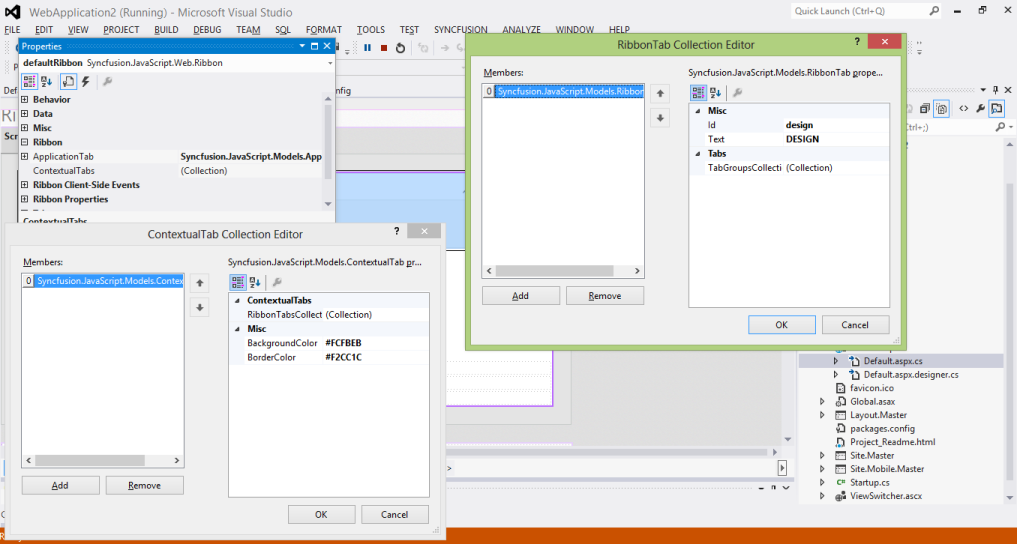 WebApplication2 (Running) - Microsoft Visual Studio
Quick Launch (Ctrl+Q)
FILE EDIT VIEW PROJECT BUILD DEBUG TEAM SQL FORMAT TOOLS TEST SYNCFUSION ANALYZE WINDOW HELP
Properties
defaultRibbon Syncfusion.JavaScript.Web.Ribbon
Behavior
Data
Misc
Ribbon
ApplicationTab Syncfusion.JavaScript.Models.App
ContextualTabs (Collection)
Ribbon Client-Side Events
Ribbon Properties
ContextualTabs
RibbonTab Collection Editor
Members:
Syncfusion.JavaScript.Models.RibbonTab prope...
0 Syncfusion.JavaScript.Models.Ribbon
Misc
Id design
Text DESIGN
Tabs
TabGroupsCollecti (Collection)
Add
Remove
OK
Cancel
ContextualTab Collection Editor
Members:
Syncfusion.JavaScript.Models.ContextualTab pr...
0 Syncfusion.JavaScript.Models.Contex
ContextualTabs
RibbonTabsCollect (Collection)
Misc
BackgroundColor #FCFBEB
BorderColor #F2CC1C
Add
Remove
OK
Cancel
Default.aspx.cs
Default.aspx.designer.cs
favicon.ico
Global.asax
Layout.Master
packages.config
Project_Readme.html
Site.Master
Site.Mobile.Master
Startup.cs
ViewSwitcher.ascx